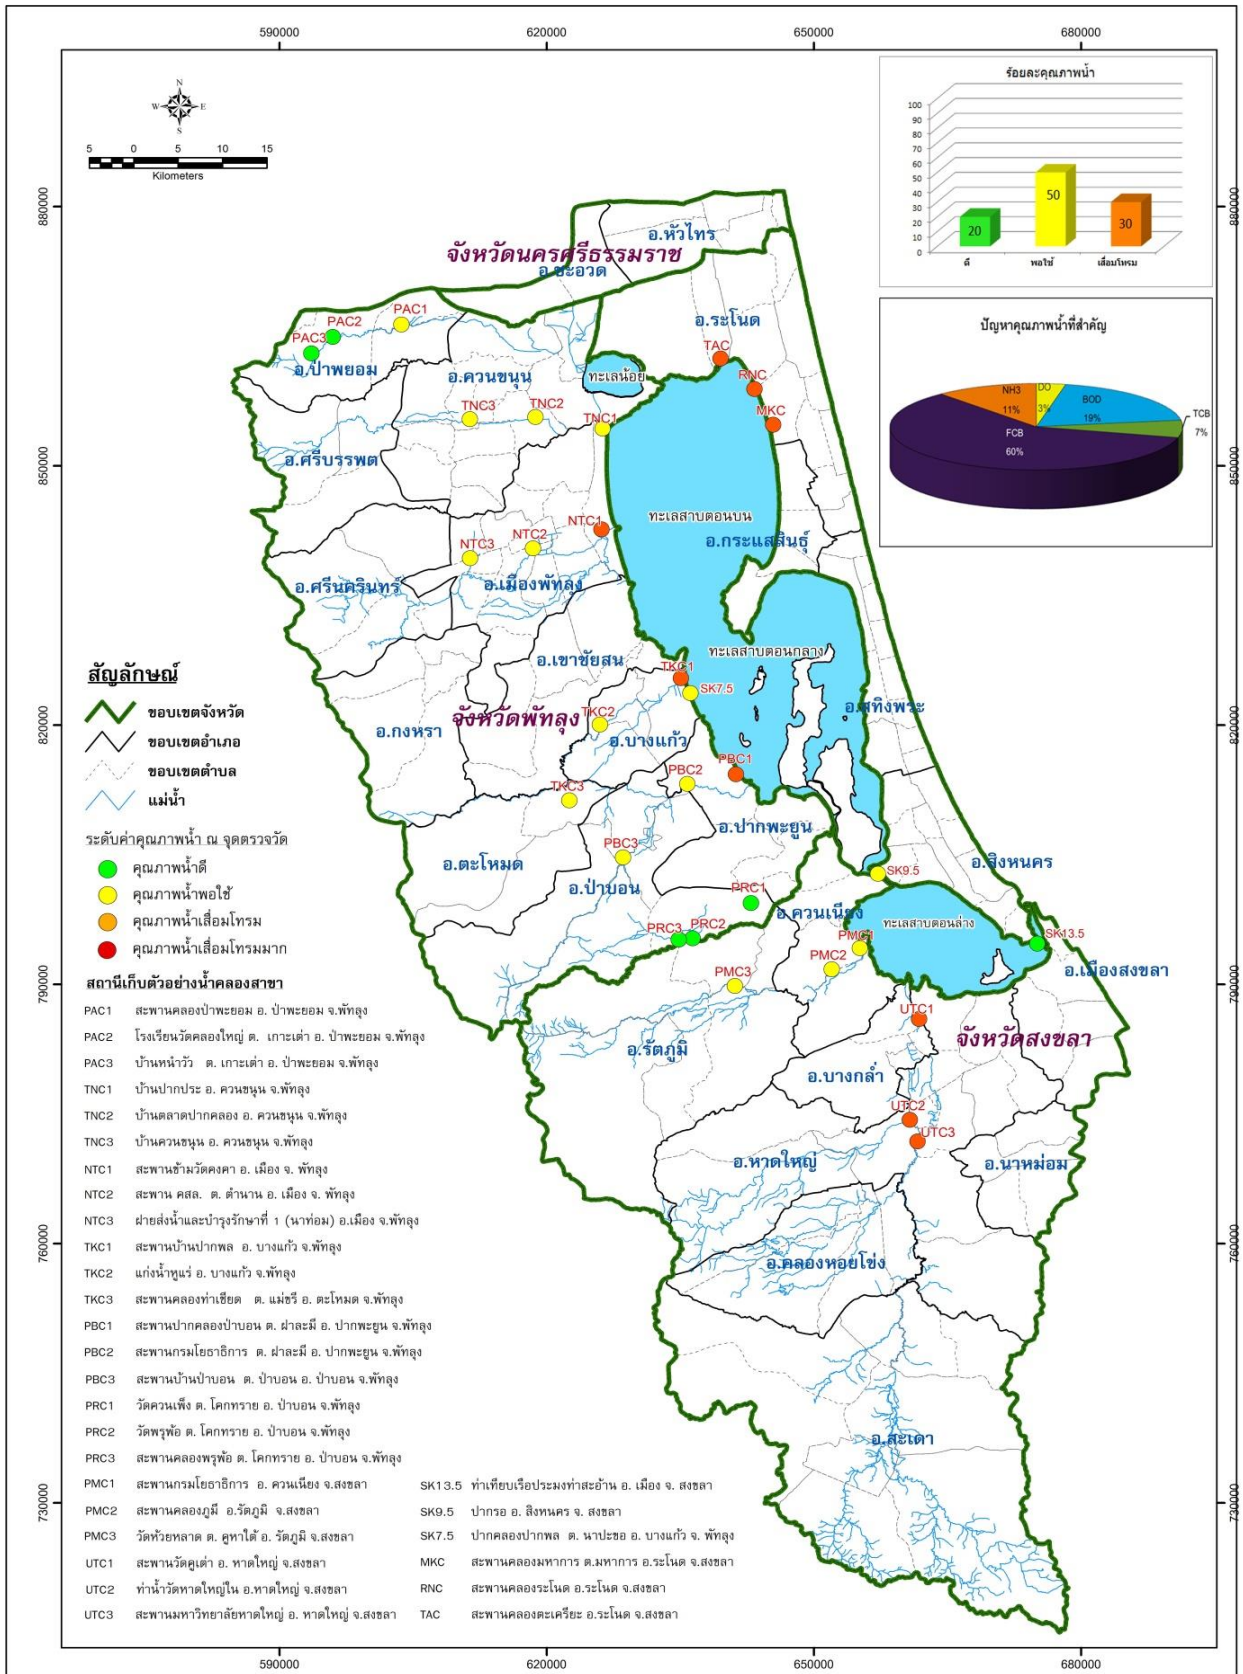 590000
620000
650000
680000
N
W
E
S
5 0 5 10 15
Kilometers
ร้อยละคุณภาพน้ำ
100
90
80
70
60
50
40
30
20
10
0
20
50
30
ดี
พอใช้
เสื่อมโทรม
ปัญหาคุณภาพน้ำที่สำคัญ
NH3
11%
DO
3%
BOD
19%
TCB
7%
FCB
60%
880000
880000
850000
850000
820000
820000
790000
790000
760000
760000
730000
730000
อ.หัวไทร
จังหวัดนครศรีธรรมราช
อ.ชะอวด
อ.ระโนด
PAC1
PAC2
PAC3
อ.ป่าพยอม
อ.ควนขนุน
ทะเลน้อย
TAC
RNC
MKC
TNC3
TNC2
TNC1
อ.ศรีบรรพต
ทะเลสาบตอนบน
อ.กระแสสินธุ์
NTC1
NTC2
NTC3
อ.เมืองพัทลุง
อ.ศรีนครินทร์
ทะเลสาบตอนกลาง
อ.เขาชัยสน
TKC1
SK7.5
TKC2
จังหวัดพัทลุง
อ.กงหรา
อ.บางแก้ว
อ.สทิงพระ
PBC1
PBC2
TKC3
อ.ปากพะยูน
PBC3
อ.ตะโหมด
อ.ป่าบอน
SK9.5
อ.สิงหนคร
PRC1
อ.ควนเนียง
ทะเลสาบตอนล่าง
PRC3
PRC2
PMC1
PMC2
PMC3
SK13.5
อ.เมืองสงขลา
UTC1
จังหวัดสงขลา
อ.รัตภูมิ
อ.บางกล่ำ
UTC2
UTC3
อ.หาดใหญ่
อ.นาหม่อม
อ.คลองหอยโข่ง
อ.สะเดา
สัญลักษณ์
ขอบเขตจังหวัด
ขอบเขตอำเภอ
ขอบเขตตำบล
แม่น้ำ
ระดับค่าคุณภาพน้ำ ณ จุดตรวจวัด
คุณภาพน้ำดี
คุณภาพน้ำพอใช้
คุณภาพน้ำเสื่อมโทรม
คุณภาพน้ำเสื่อมโทรมมาก
สถานีเก็บตัวอย่างน้ำคลองสาขา
PAC1 สะพานคลองป่าพะยอม อ. ป่าพะยอม จ.พัทลุง
PAC2 โรงเรียนวัดคลองใหญ่ ต. เกาะเต่า อ. ป่าพะยอม จ.พัทลุง
PAC3 บ้านหนำวัว ต. เกาะเต่า อ. ป่าพะยอม จ.พัทลุง
TNC1 บ้านปากประ อ. ควนขนุน จ.พัทลุง
TNC2 บ้านตลาดปากคลอง อ. ควนขนุน จ.พัทลุง
TNC3 บ้านควนขนุน อ. ควนขนุน จ.พัทลุง
NTC1 สะพานข้ามวัดคงคา อ. เมือง จ. พัทลุง
NTC2 สะพาน คสล. ต. ตำนาน อ. เมือง จ. พัทลุง
NTC3 ฝายส่งน้ำและบำรุงรักษาที่ 1 (นาท่อม) อ.เมือง จ.พัทลุง
TKC1 สะพานบ้านปากพล อ. บางแก้ว จ.พัทลุง
TKC2 แก่งน้ำหูแร่ อ. บางแก้ว จ.พัทลุง
TKC3 สะพานคลองท่าเชียด ต. แม่ขรี อ. ตะโหมด จ.พัทลุง
PBC1 สะพานปากคลองป่าบอน ต. ฝาละมี อ. ปากพะยูน จ.พัทลุง
PBC2 สะพานกรมโยธาธิการ ต. ฝาละมี อ. ปากพะยูน จ.พัทลุง
PBC3 สะพานบ้านป่าบอน ต. ป่าบอน อ. ป่าบอน จ.พัทลุง
PRC1 วัดควนเพ็ง ต. โคกทราย อ. ป่าบอน จ.พัทลุง
PRC2 วัดพรุพ้อ ต. โคกทราย อ. ป่าบอน จ.พัทลุง
PRC3 สะพานคลองพรุพ้อ ต. โคกทราย อ. ป่าบอน จ.พัทลุง
PMC1 สะพานกรมโยธาธิการ อ. ควนเนียง จ.สงขลา
PMC2 สะพานคลองภูมี อ.รัตภูมิ จ.สงขลา
PMC3 วัดห้วยหลาด ต. คูหาใต้ อ. รัตภูมิ จ.สงขลา
UTC1 สะพานวัดคูเต่า อ. หาดใหญ่ จ.สงขลา
UTC2 ท่าน้ำวัดหาดใหญ่ใน อ.หาดใหญ่ จ.สงขลา
UTC3 สะพานมหาวิทยาลัยหาดใหญ่ อ. หาดใหญ่ จ.สงขลา
SK13.5 ท่าเทียบเรือประมงท่าสะอ้าน อ. เมือง จ. สงขลา
SK9.5 ปากรอ อ. สิงหนคร จ. สงขลา
SK7.5 ปากคลองปากพล ต. นาปะขอ อ. บางแก้ว จ. พัทลุง
MKC สะพานคลองมหาการ ต.มหาการ อ.ระโนด จ.สงขลา
RNC สะพานคลองระโนด อ.ระโนด จ.สงขลา
TAC สะพานคลองตะเครียะ อ.ระโนด จ.สงขลา
590000
620000
650000
680000